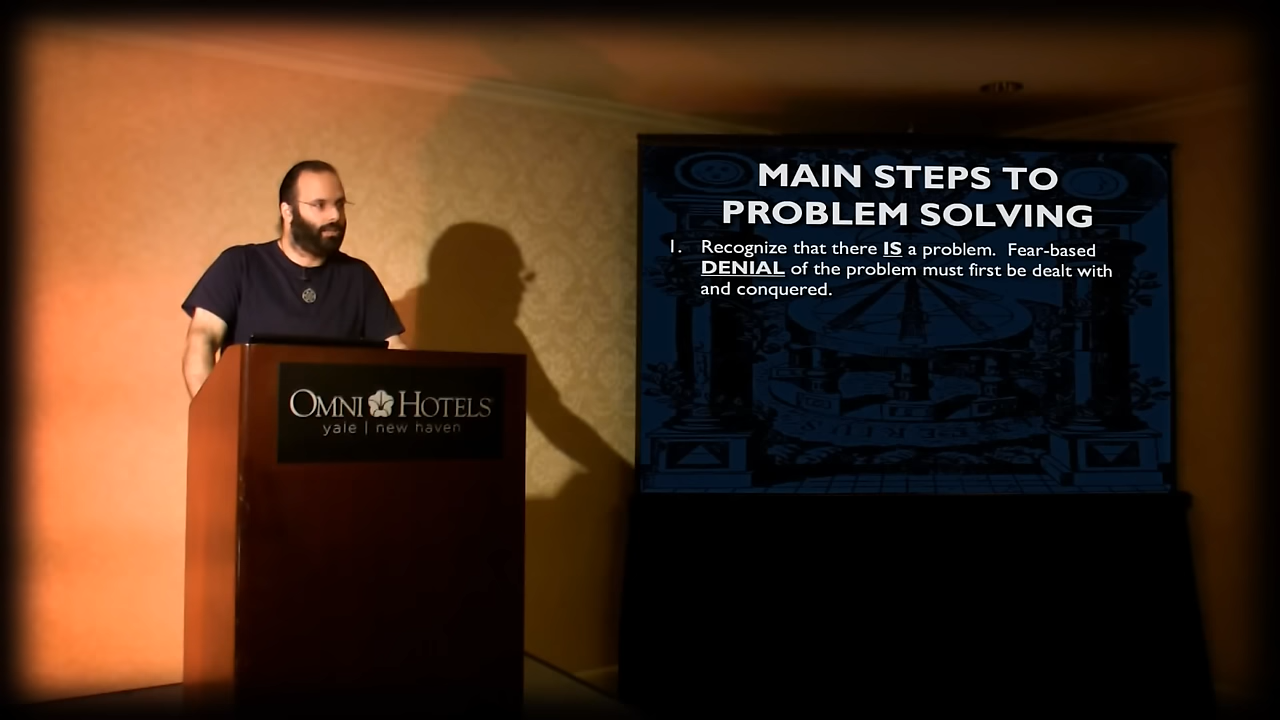 MAIN STEPS TO
PROBLEM SOLVING
1. Recognize that there IS a problem. Fear-based
DENIAL of the problem must first be dealt with
and conquered.
OMNI HOTELS
yale | new haven